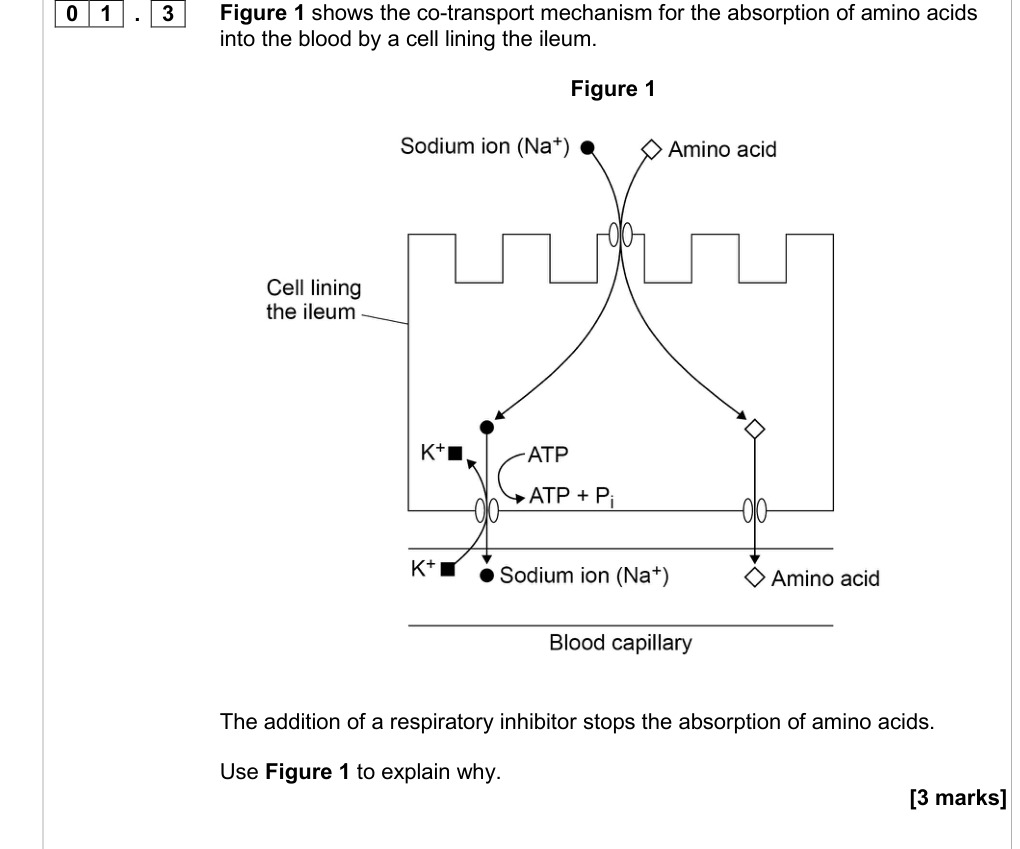 0 1 . 3 Figure 1 shows the co-transport mechanism for the absorption of amino acids
into the blood by a cell lining the ileum.
Figure 1
Sodium ion (Na⁺) Amino acid
Cell lining
the ileum
K⁺ ATP
ATP + Pᵢ
K⁺ Sodium ion (Na⁺) Amino acid
Blood capillary
The addition of a respiratory inhibitor stops the absorption of amino acids.
Use Figure 1 to explain why.
[3 marks]